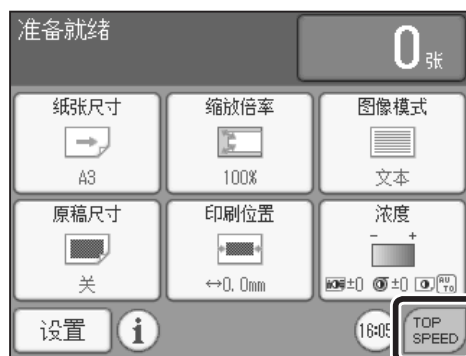 准备就绪
0张
纸张尺寸
A3
缩放倍率
100%
图像模式
文本
原稿尺寸
关
印刷位置
↔0.0mm
浓度
- +
±0 ±0 AUTO
设置
i
16:05
TOP
SPEED